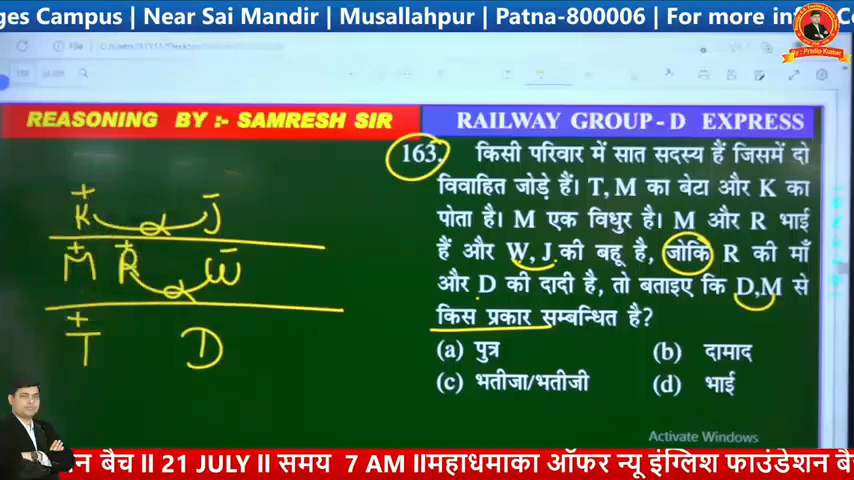 ges Campus | Near Sai Mandir | Musallahpur | Patna-800006 | For more inf
REASONING BY :- SAMRESH SIR
RAILWAY GROUP - D EXPRESS
163. किसी परिवार में सात सदस्य हैं जिसमें दो
विवाहित जोड़े हैं। T, M का बेटा और K का
पोता है। M एक विधुर है। M और R भाई
हैं और W, J की बहू है, जोकि R की माँ
और D की दादी है, तो बताइए कि D,M से
किस प्रकार सम्बन्धित है?
(a) पुत्र (b) दामाद
(c) भतीजा/भतीजी (d) भाई
+ -
K J
+ + -
M R W
+
T D
Activate Windows
न बैच II 21 JULY II समय 7 AM IIमहाधमाका ऑफर न्यू इंग्लिश फाउंडेशन बै